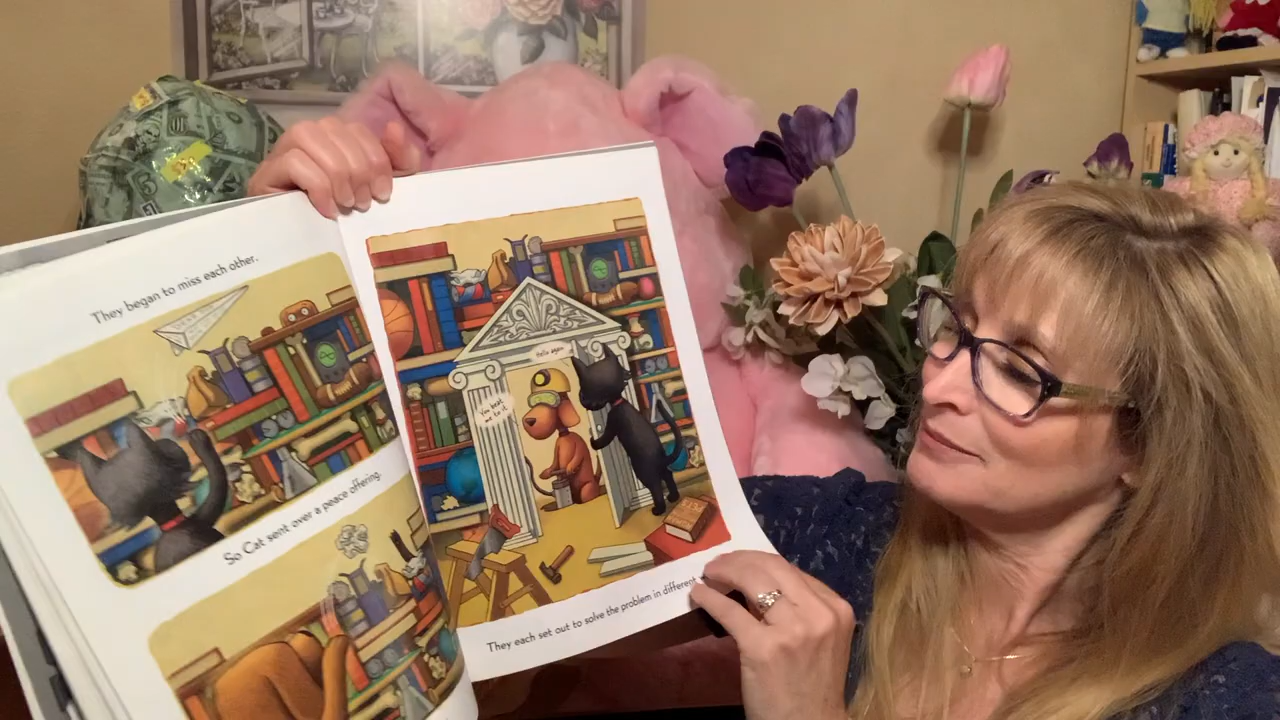 They began to miss each other.
So Cat sent over a peace offering.
Hello again.
You beat
me to it.
They each set out to solve the problem in different